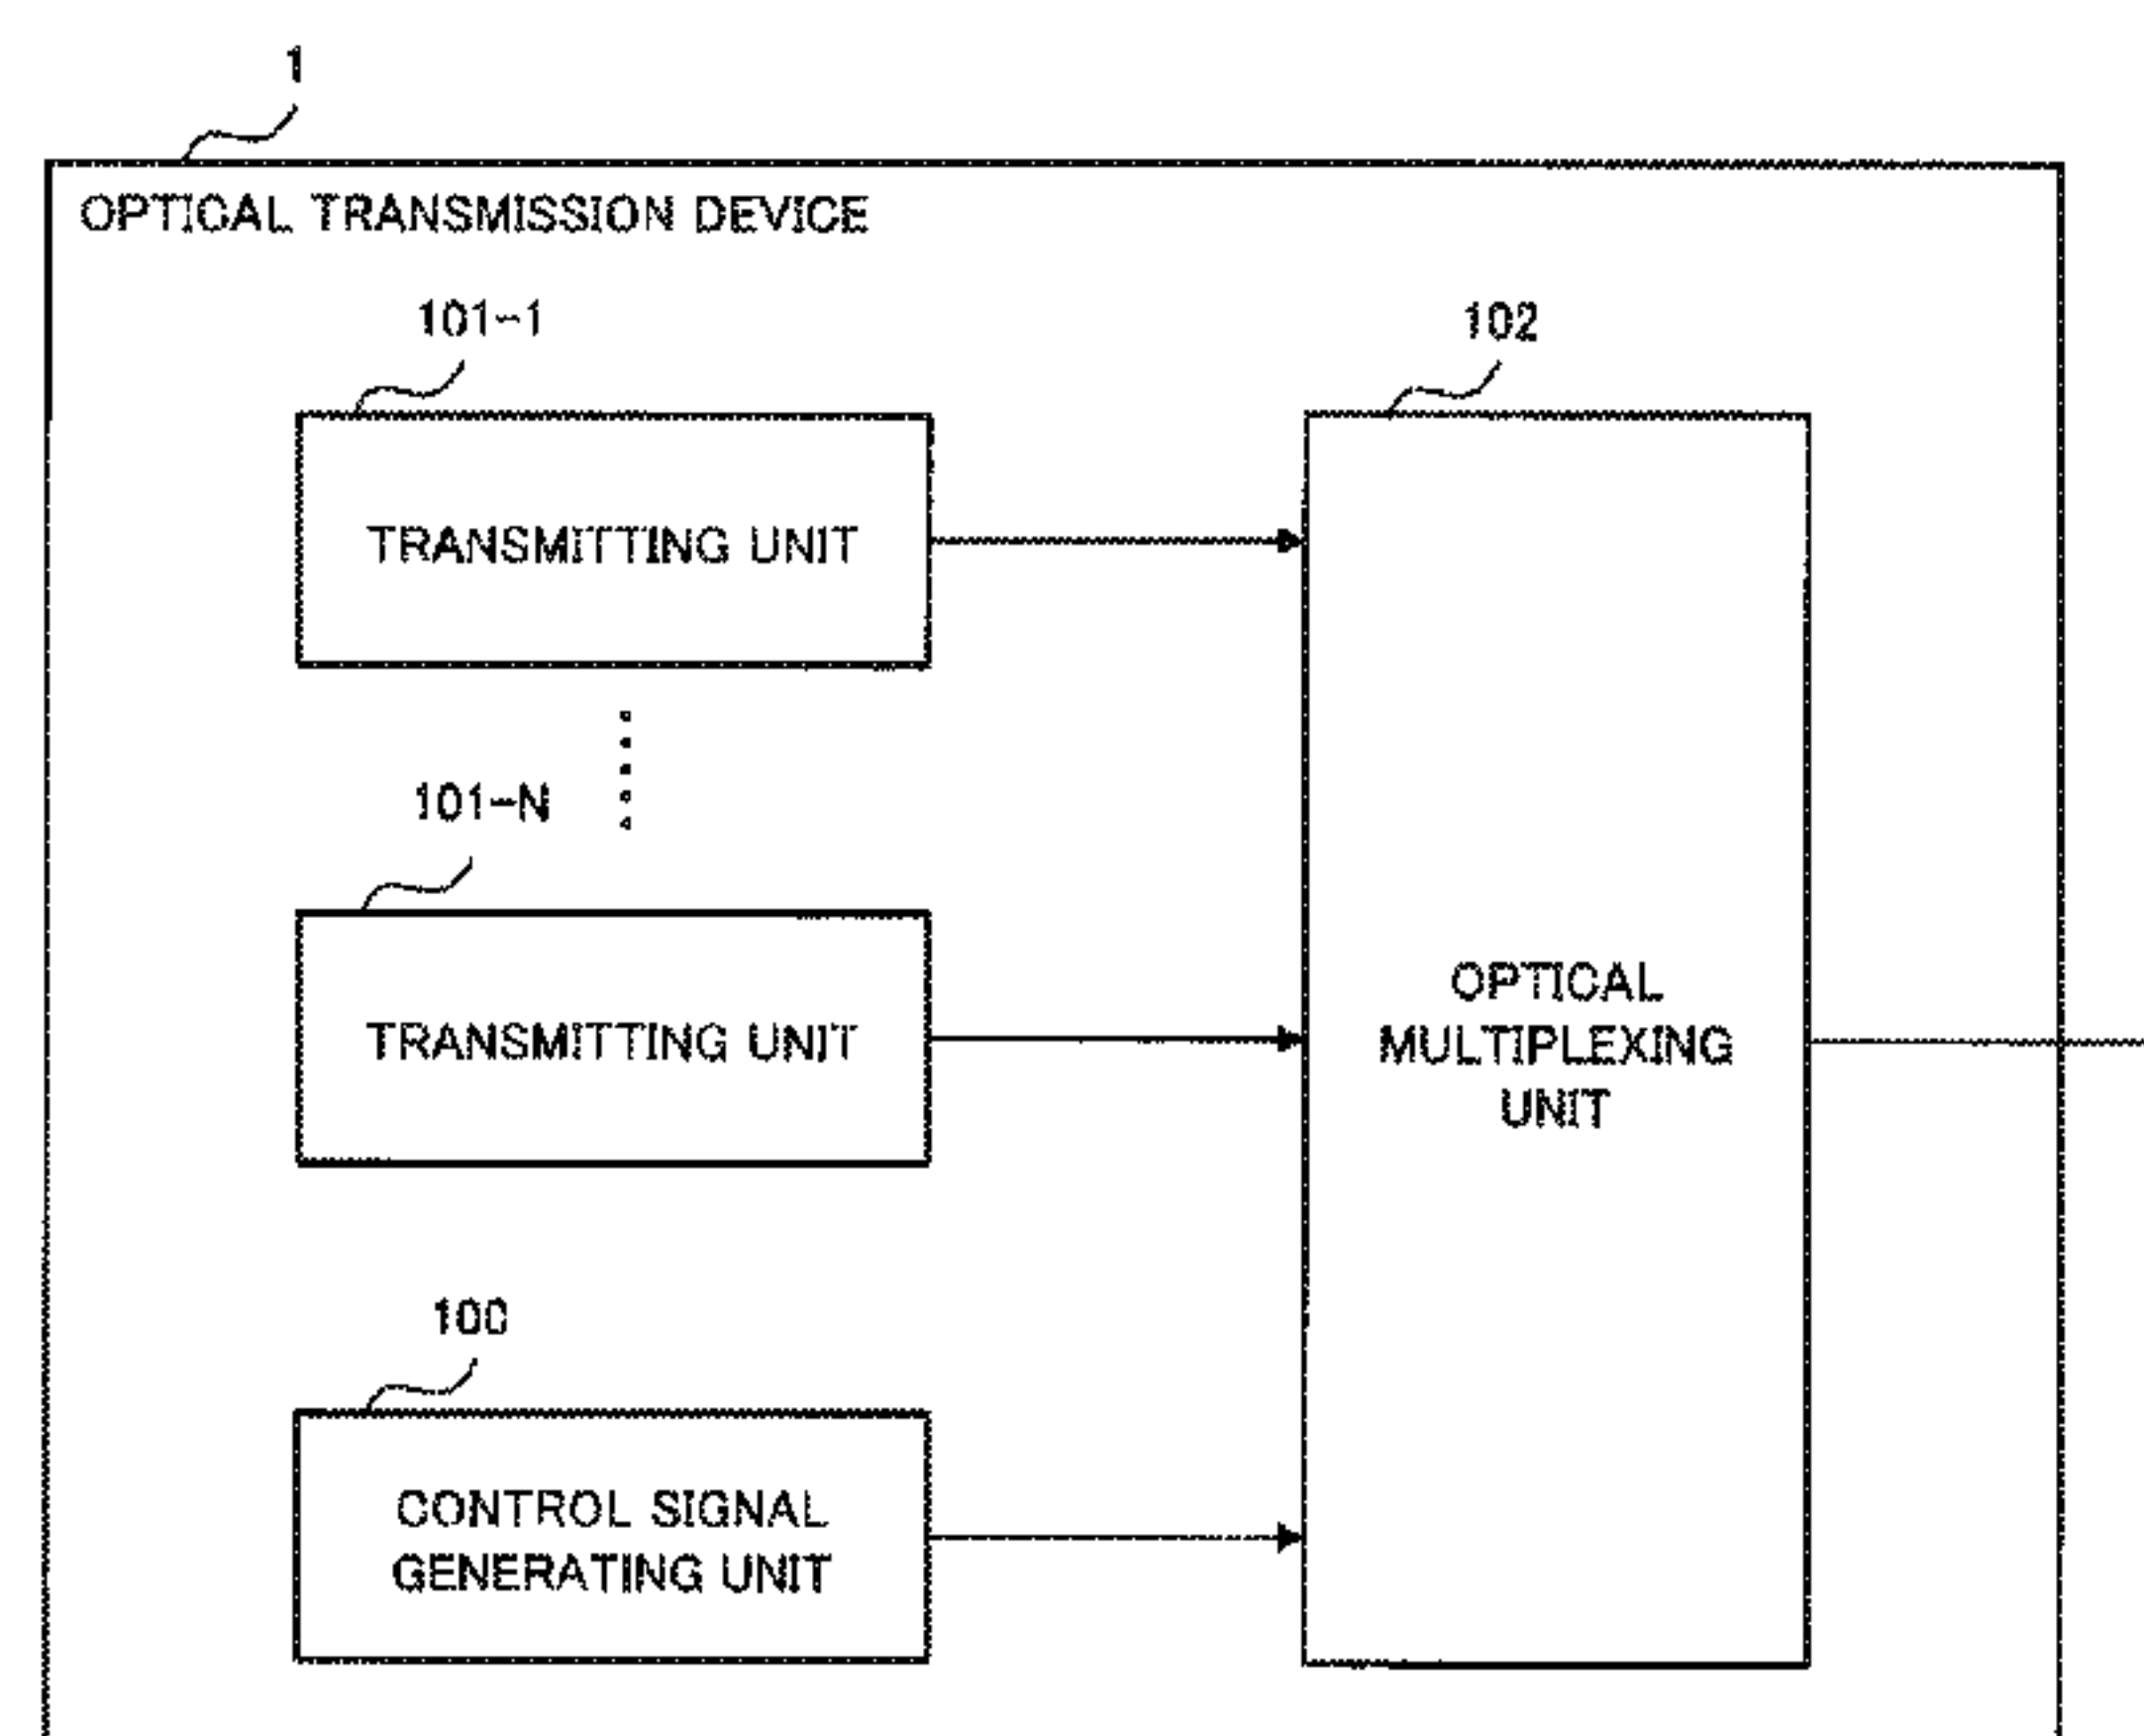 1
OPTICAL TRANSMISSION DEVICE
101-1
102
TRANSMITTING UNIT
101-N
TRANSMITTING UNIT
OPTICAL
MULTIPLEXING
UNIT
100
CONTROL SIGNAL
GENERATING UNIT